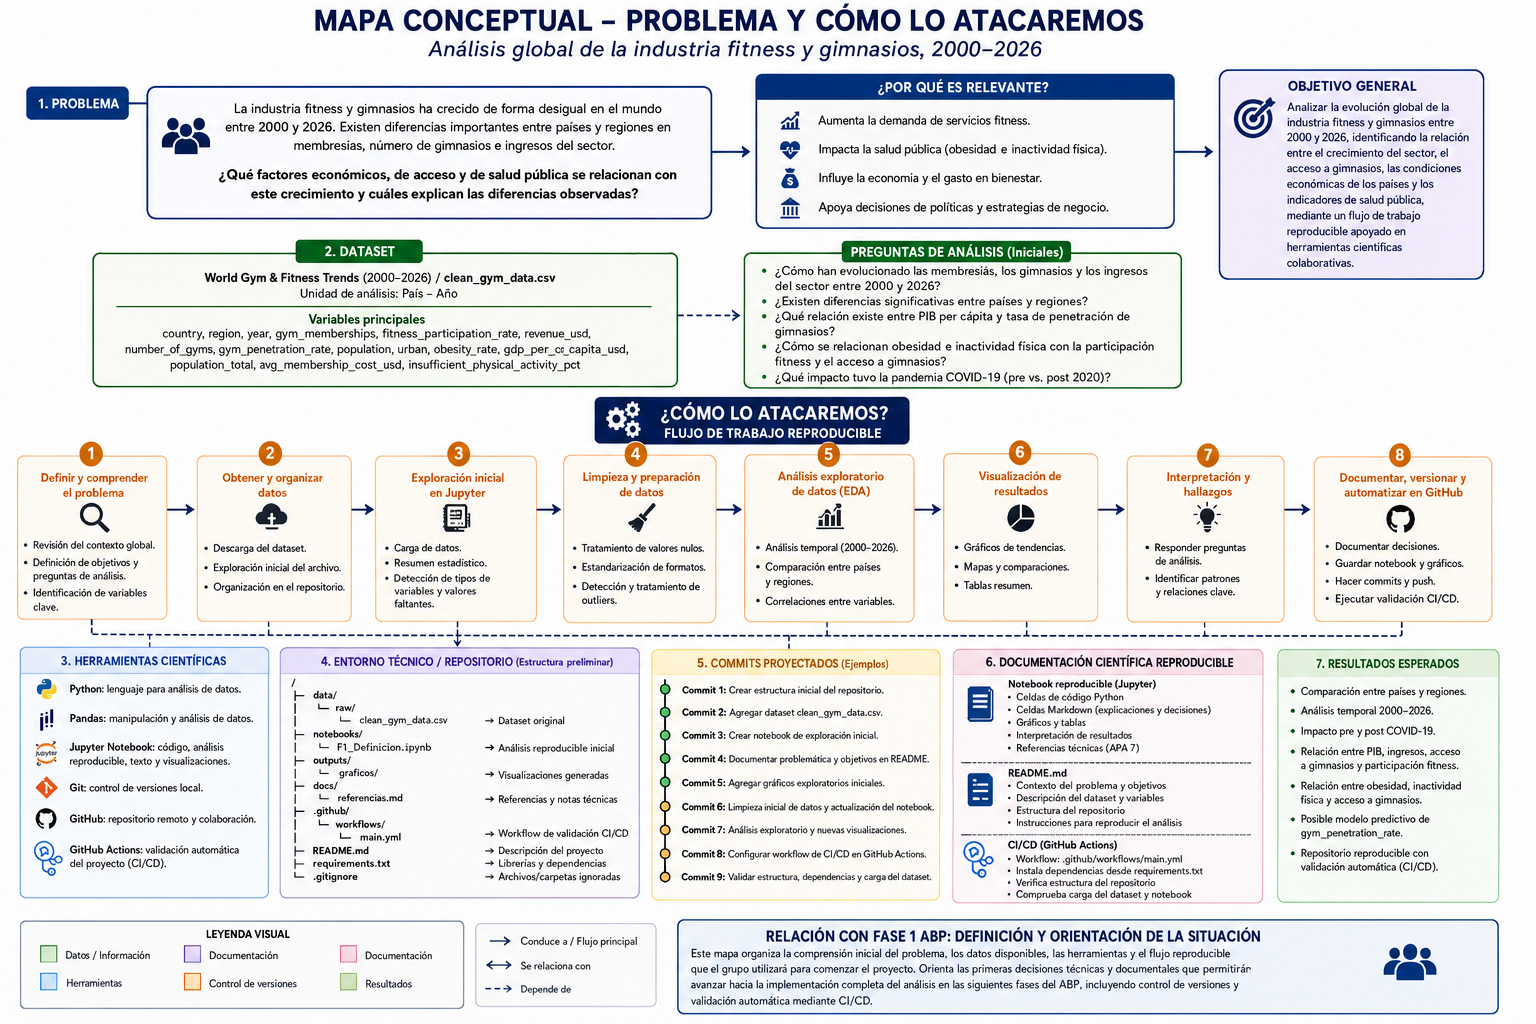 MAPA CONCEPTUAL – PROBLEMA Y CÓMO LO ATACAREMOS
Análisis global de la industria fitness y gimnasios, 2000–2026
1. PROBLEMA
La industria fitness y gimnasios ha crecido de forma desigual en el mundo
entre 2000 y 2026. Existen diferencias importantes entre países y regiones en
membresías, número de gimnasios e ingresos del sector.
¿Qué factores económicos, de acceso y de salud pública se relacionan con
este crecimiento y cuáles explican las diferencias observadas?
¿POR QUÉ ES RELEVANTE?
Aumenta la demanda de servicios fitness.
Impacta la salud pública (obesidad e inactividad física).
Influye la economía y el gasto en bienestar.
Apoya decisiones de políticas y estrategias de negocio.
OBJETIVO GENERAL
Analizar la evolución global de la
industria fitness y gimnasios entre
2000 y 2026, identificando la relación
entre el crecimiento del sector, el
acceso a gimnasios, las condiciones
económicas de los países y los
indicadores de salud pública,
mediante un flujo de trabajo
reproducible apoyado en
herramientas científicas
colaborativas.
2. DATASET
World Gym & Fitness Trends (2000–2026) / clean_gym_data.csv
Unidad de análisis: País – Año
Variables principales
country, region, year, gym_memberships, fitness_participation_rate, revenue_usd,
number_of_gyms, gym_penetration_rate, population, urban, obesity_rate, gdp_per_cc_capita_usd,
population_total, avg_membership_cost_usd, insufficient_physical_activity_pct
PREGUNTAS DE ANÁLISIS (Iniciales)
• ¿Cómo han evolucionado las membresiás, los gimnasios y los ingresos
del sector entre 2000 y 2026?
• ¿Existen diferencias significativas entre países y regiones?
• ¿Qué relación existe entre PIB per cápita y tasa de penetración de
gimnasios?
• ¿Cómo se relacionan obesidad e inactividad física con la participación
fitness y el acceso a gimnasios?
• ¿Qué impacto tuvo la pandemia COVID-19 (pre vs. post 2020)?
¿CÓMO LO ATACAREMOS?
FLUJO DE TRABAJO REPRODUCIBLE
1
Definir y comprender
el problema
• Revisión del contexto global.
• Definición de objetivos y
preguntas de análisis.
• Identificación de variables
clave.
2
Obtener y organizar
datos
• Descarga del dataset.
• Exploración inicial del archivo.
• Organización en el repositorio.
3
Exploración inicial
en Jupyter
• Carga de datos.
• Resumen estadístico.
• Detección de tipos de
variables y valores
faltantes.
4
Limpieza y preparación
de datos
• Tratamiento de valores nulos.
• Estandarización de formatos.
• Detección y tratamiento de
outliers.
5
Análisis exploratorio
de datos (EDA)
• Análisis temporal (2000–2026).
• Comparación entre países
y regiones.
• Correlaciones entre variables.
6
Visualización de
resultados
• Gráficos de tendencias.
• Mapas y comparaciones.
• Tablas resumen.
7
Interpretación y
hallazgos
• Responder preguntas
de análisis.
• Identificar patrones
y relaciones clave.
8
Documentar, versionar y
automatizar en GitHub
• Documentar decisiones.
• Guardar notebook y gráficos.
• Hacer commits y push.
• Ejecutar validación CI/CD.
3. HERRAMIENTAS CIENTÍFICAS
Python: lenguaje para análisis de datos.
Pandas: manipulación y análisis de datos.
jupyter
Jupyter Notebook: código, análisis
reproducible, texto y visualizaciones.
Git: control de versiones local.
GitHub: repositorio remoto y colaboración.
GitHub Actions: validación automática
del proyecto (CI/CD).
4. ENTORNO TÉCNICO / REPOSITORIO (Estructura preliminar)
/
├─ data/
└─ raw/
└─ clean_gym_data.csv → Dataset original
├─ notebooks/
└─ F1_Definicion.ipynb → Análisis reproducible inicial
├─ outputs/
└─ graficos/ → Visualizaciones generadas
├─ docs/
└─ referencias.md → Referencias y notas técnicas
├─ .github/
└─ workflows/
└─ main.yml → Workflow de validación CI/CD
├─ README.md → Descripción del proyecto
├─ requirements.txt → Librerías y dependencias
└─ .gitignore → Archivos/carpetas ignoradas
5. COMMITS PROYECTADOS (Ejemplos)
Commit 1: Crear estructura inicial del repositorio.
Commit 2: Agregar dataset clean_gym_data.csv.
Commit 3: Crear notebook de exploración inicial.
Commit 4: Documentar problemática y objetivos en README.
Commit 5: Agregar gráficos exploratorios iniciales.
Commit 6: Limpieza inicial de datos y actualización del notebook.
Commit 7: Análisis exploratorio y nuevas visualizaciones.
Commit 8: Configurar workflow de CI/CD en GitHub Actions.
Commit 9: Validar estructura, dependencias y carga del dataset.
6. DOCUMENTACIÓN CIENTÍFICA REPRODUCIBLE
Notebook reproducible (Jupyter)
• Celdas de código Python
• Celdas Markdown (explicaciones y decisiones)
• Gráficos y tablas
• Interpretación de resultados
• Referencias técnicas (APA 7)
README.md
• Contexto del problema y objetivos
• Descripción del dataset y variables
• Estructura del repositorio
• Instrucciones para reproducir el análisis
CI/CD (GitHub Actions)
• Workflow: .github/workflows/main.yml
• Instala dependencias desde requirements.txt
• Verifica estructura del repositorio
• Comprueba carga del dataset y notebook
7. RESULTADOS ESPERADOS
• Comparación entre países y regiones.
• Análisis temporal 2000–2026.
• Impacto pre y post COVID-19.
• Relación entre PIB, ingresos, acceso
a gimnasios y participación fitness.
• Relación entre obesidad, inactividad
física y acceso a gimnasios.
• Posible modelo predictivo de
gym_penetration_rate.
• Repositorio reproducible con
validación automática (CI/CD).
LEYENDA VISUAL
Datos / Información
Documentación
Documentación
Herramientas
Control de versiones
Resultados
Conduce a / Flujo principal
Se relaciona con
Depende de
RELACIÓN CON FASE 1 ABP: DEFINICIÓN Y ORIENTACIÓN DE LA SITUACIÓN
Este mapa organiza la comprensión inicial del problema, los datos disponibles, las herramientas y el flujo reproducible
que el grupo utilizará para comenzar el proyecto. Orienta las primeras decisiones técnicas y documentales que permitirán
avanzar hacia la implementación completa del análisis en las siguientes fases del ABP, incluyendo control de versiones y
validación automática mediante CI/CD.